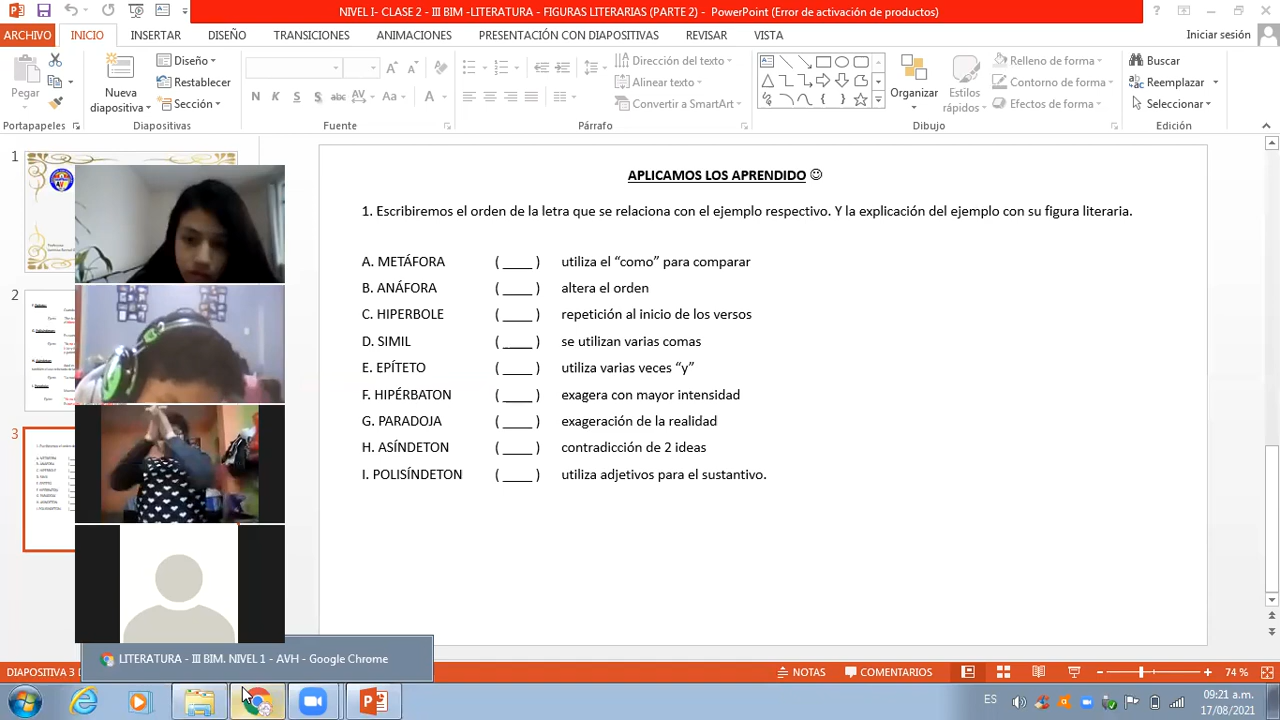 NIVEL I- CLASE 2 - III BIM -LITERATURA - FIGURAS LITERARIAS (PARTE 2) - PowerPoint (Error de activación de productos)
ARCHIVO INICIO INSERTAR DISEÑO TRANSICIONES ANIMACIONES PRESENTACIÓN CON DIAPOSITIVAS REVISAR VISTA Iniciar sesión
Pegar
Nueva diapositiva
Diseño
Restablecer
Sección
N K S S abc AV Aa A
Dirección del texto
Alinear texto
Convertir a SmartArt
Organizar
Estilos rápidos
Relleno de forma
Contorno de forma
Efectos de forma
Buscar
Reemplazar
Seleccionar
Portapapeles Diapositivas Fuente Párrafo Dibujo Edición
1
2
3
APLICAMOS LOS APRENDIDO ☺
1. Escribiremos el orden de la letra que se relaciona con el ejemplo respectivo. Y la explicación del ejemplo con su figura literaria.
A. METÁFORA ( ____ ) utiliza el “como” para comparar
B. ANÁFORA ( ____ ) altera el orden
C. HIPERBOLE ( ____ ) repetición al inicio de los versos
D. SIMIL ( ____ ) se utilizan varias comas
E. EPÍTETO ( ____ ) utiliza varias veces “y”
F. HIPÉRBATON ( ____ ) exagera con mayor intensidad
G. PARADOJA ( ____ ) exageración de la realidad
H. ASÍNDETON ( ____ ) contradicción de 2 ideas
I. POLISÍNDETON ( ____ ) utiliza adjetivos para el sustantivo.
LITERATURA - III BIM. NIVEL 1 - AVH - Google Chrome
DIAPOSITIVA 3 NOTAS COMENTARIOS 74 %
ES 09:21 a.m.
17/08/2021